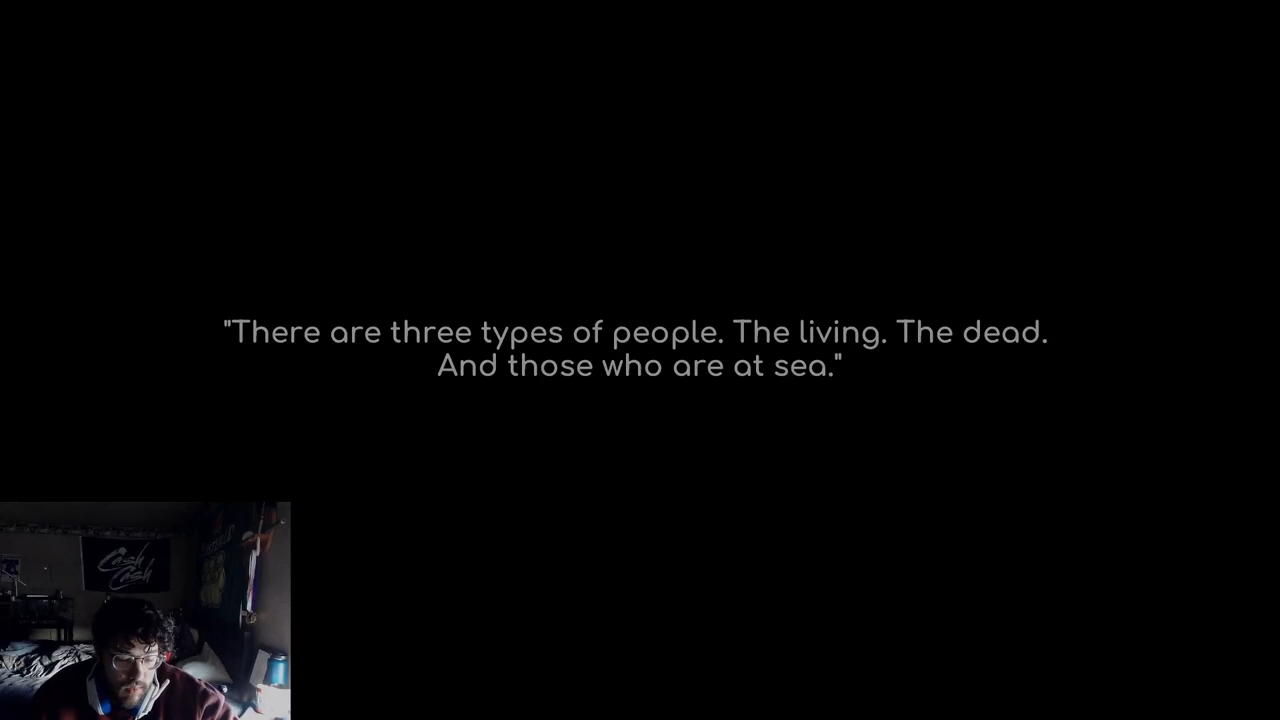 "There are three types of people. The living. The dead.
And those who are at sea."
Cash
Cash